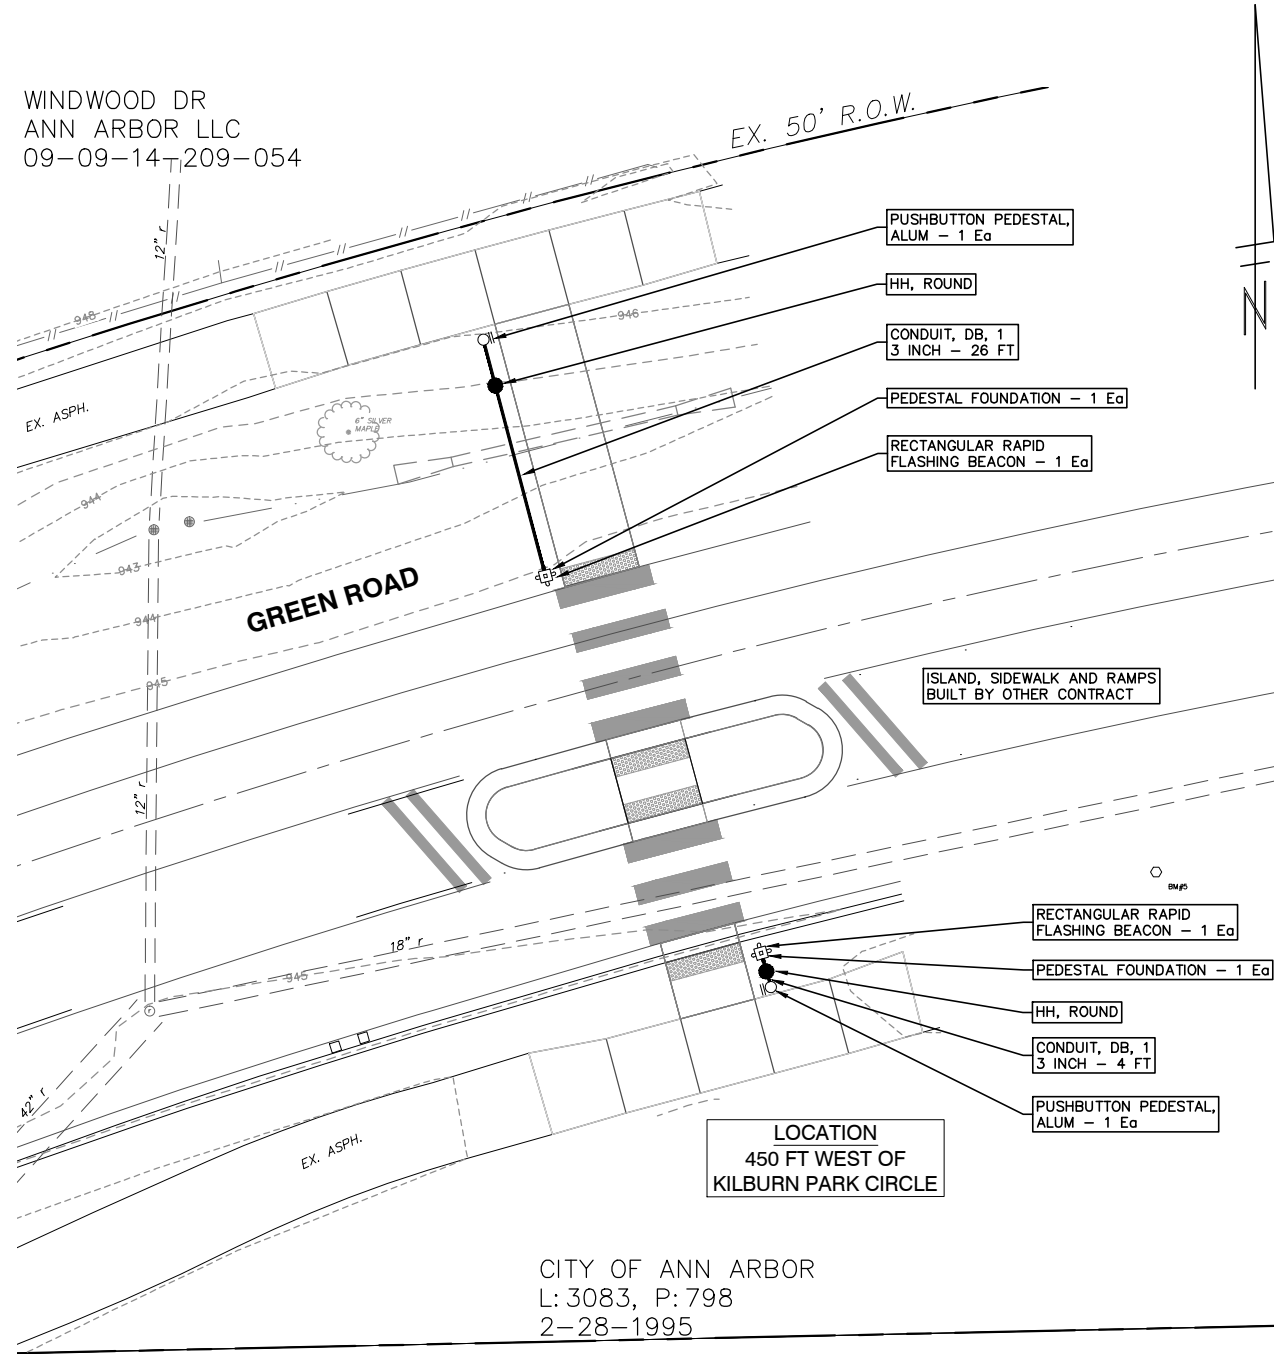 WINDWOOD DR
ANN ARBOR LLC
09-09-14-209-054
EX. 50' R.O.W.
12" r
948
946
PUSHBUTTON PEDESTAL,
ALUM - 1 Ea
HH, ROUND
CONDUIT, DB, 1
3 INCH - 26 FT
PEDESTAL FOUNDATION - 1 Ea
RECTANGULAR RAPID
FLASHING BEACON - 1 Ea
N
EX. ASPH.
6" SILVER
MAPLE
944
943
944
945
GREEN ROAD
12" r
ISLAND, SIDEWALK AND RAMPS
BUILT BY OTHER CONTRACT
BM#5
18" r
945
r
42" r
RECTANGULAR RAPID
FLASHING BEACON - 1 Ea
PEDESTAL FOUNDATION - 1 Ea
HH, ROUND
CONDUIT, DB, 1
3 INCH - 4 FT
PUSHBUTTON PEDESTAL,
ALUM - 1 Ea
EX. ASPH.
LOCATION
450 FT WEST OF
KILBURN PARK CIRCLE
CITY OF ANN ARBOR
L: 3083, P: 798
2-28-1995